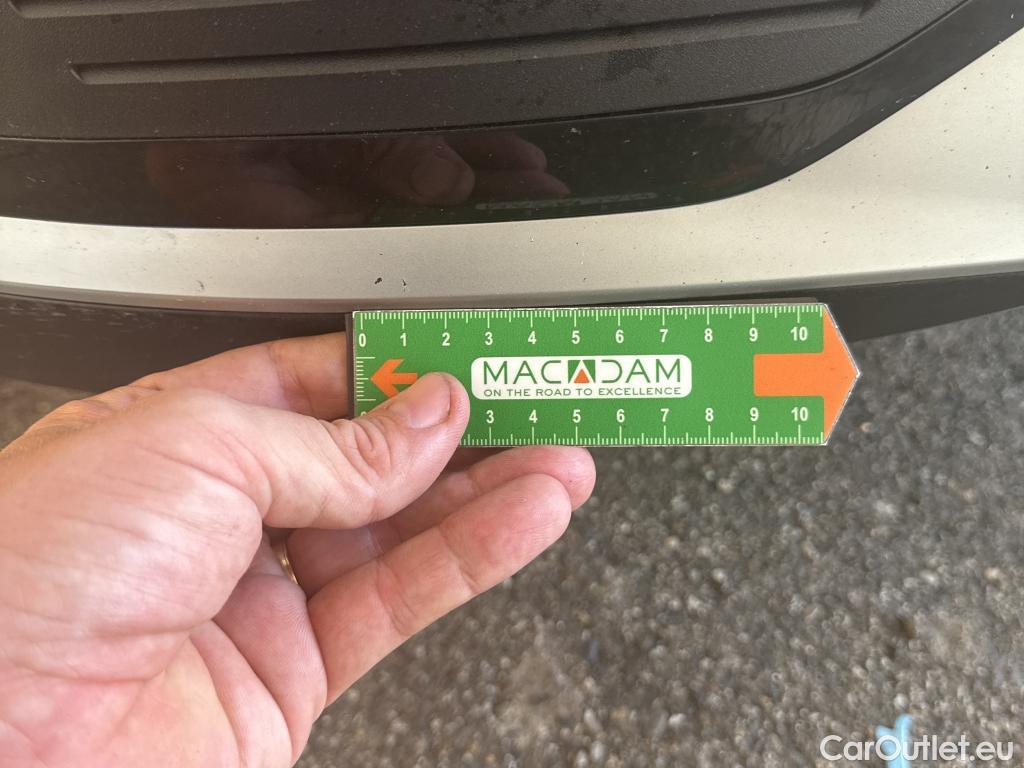 0 1 2 3 4 5 6 7 8 9 10
MACADAM
ON THE ROAD TO EXCELLENCE
3 4 5 6 7 8 9 10
CarOutlet.eu